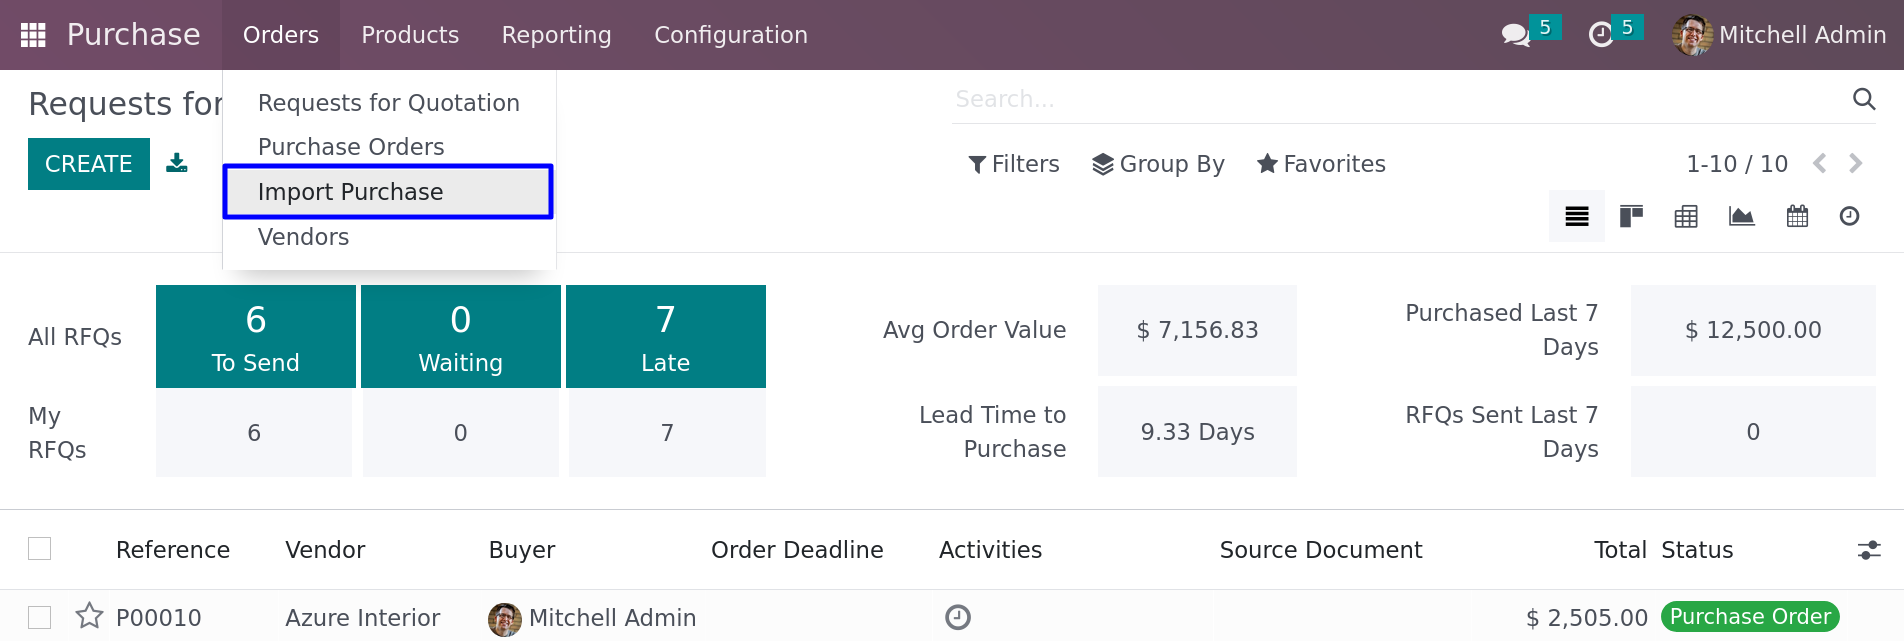 Purchase Orders Products Reporting Configuration 5 5 Mitchell Admin
Requests for
Search...
Requests for Quotation
Purchase Orders
Import Purchase
Vendors
CREATE
Filters Group By Favorites 1-10 / 10
All RFQs
6 To Send
0 Waiting
7 Late
My RFQs
6 0 7
Avg Order Value $ 7,156.83
Purchased Last 7 Days $ 12,500.00
Lead Time to Purchase 9.33 Days
RFQs Sent Last 7 Days 0
Reference Vendor Buyer Order Deadline Activities Source Document Total Status
P00010 Azure Interior Mitchell Admin $ 2,505.00 Purchase Order